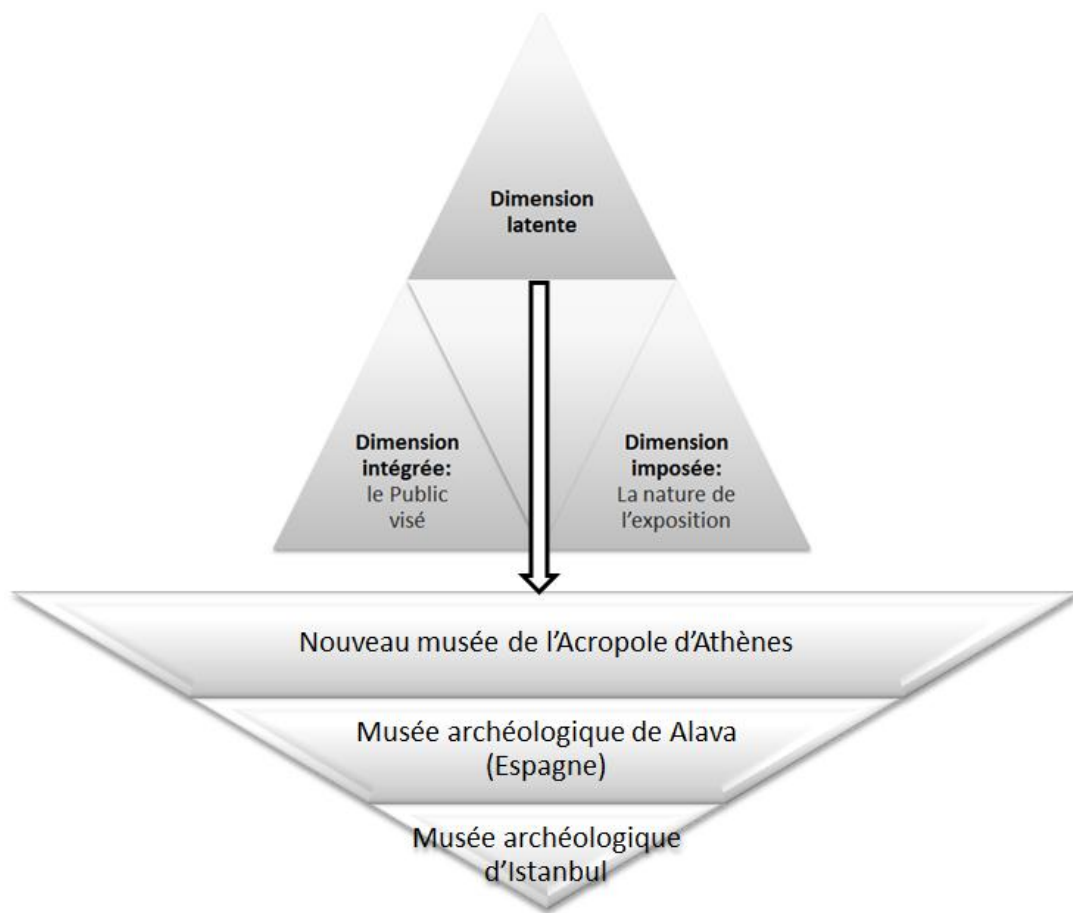 Dimension
latente
Dimension
intégrée:
le Public
visé
Dimension
imposée:
La nature de
l’exposition
Nouveau musée de l’Acropole d’Athènes
Musée archéologique de Alava
(Espagne)
Musée archéologique
d’Istanbul